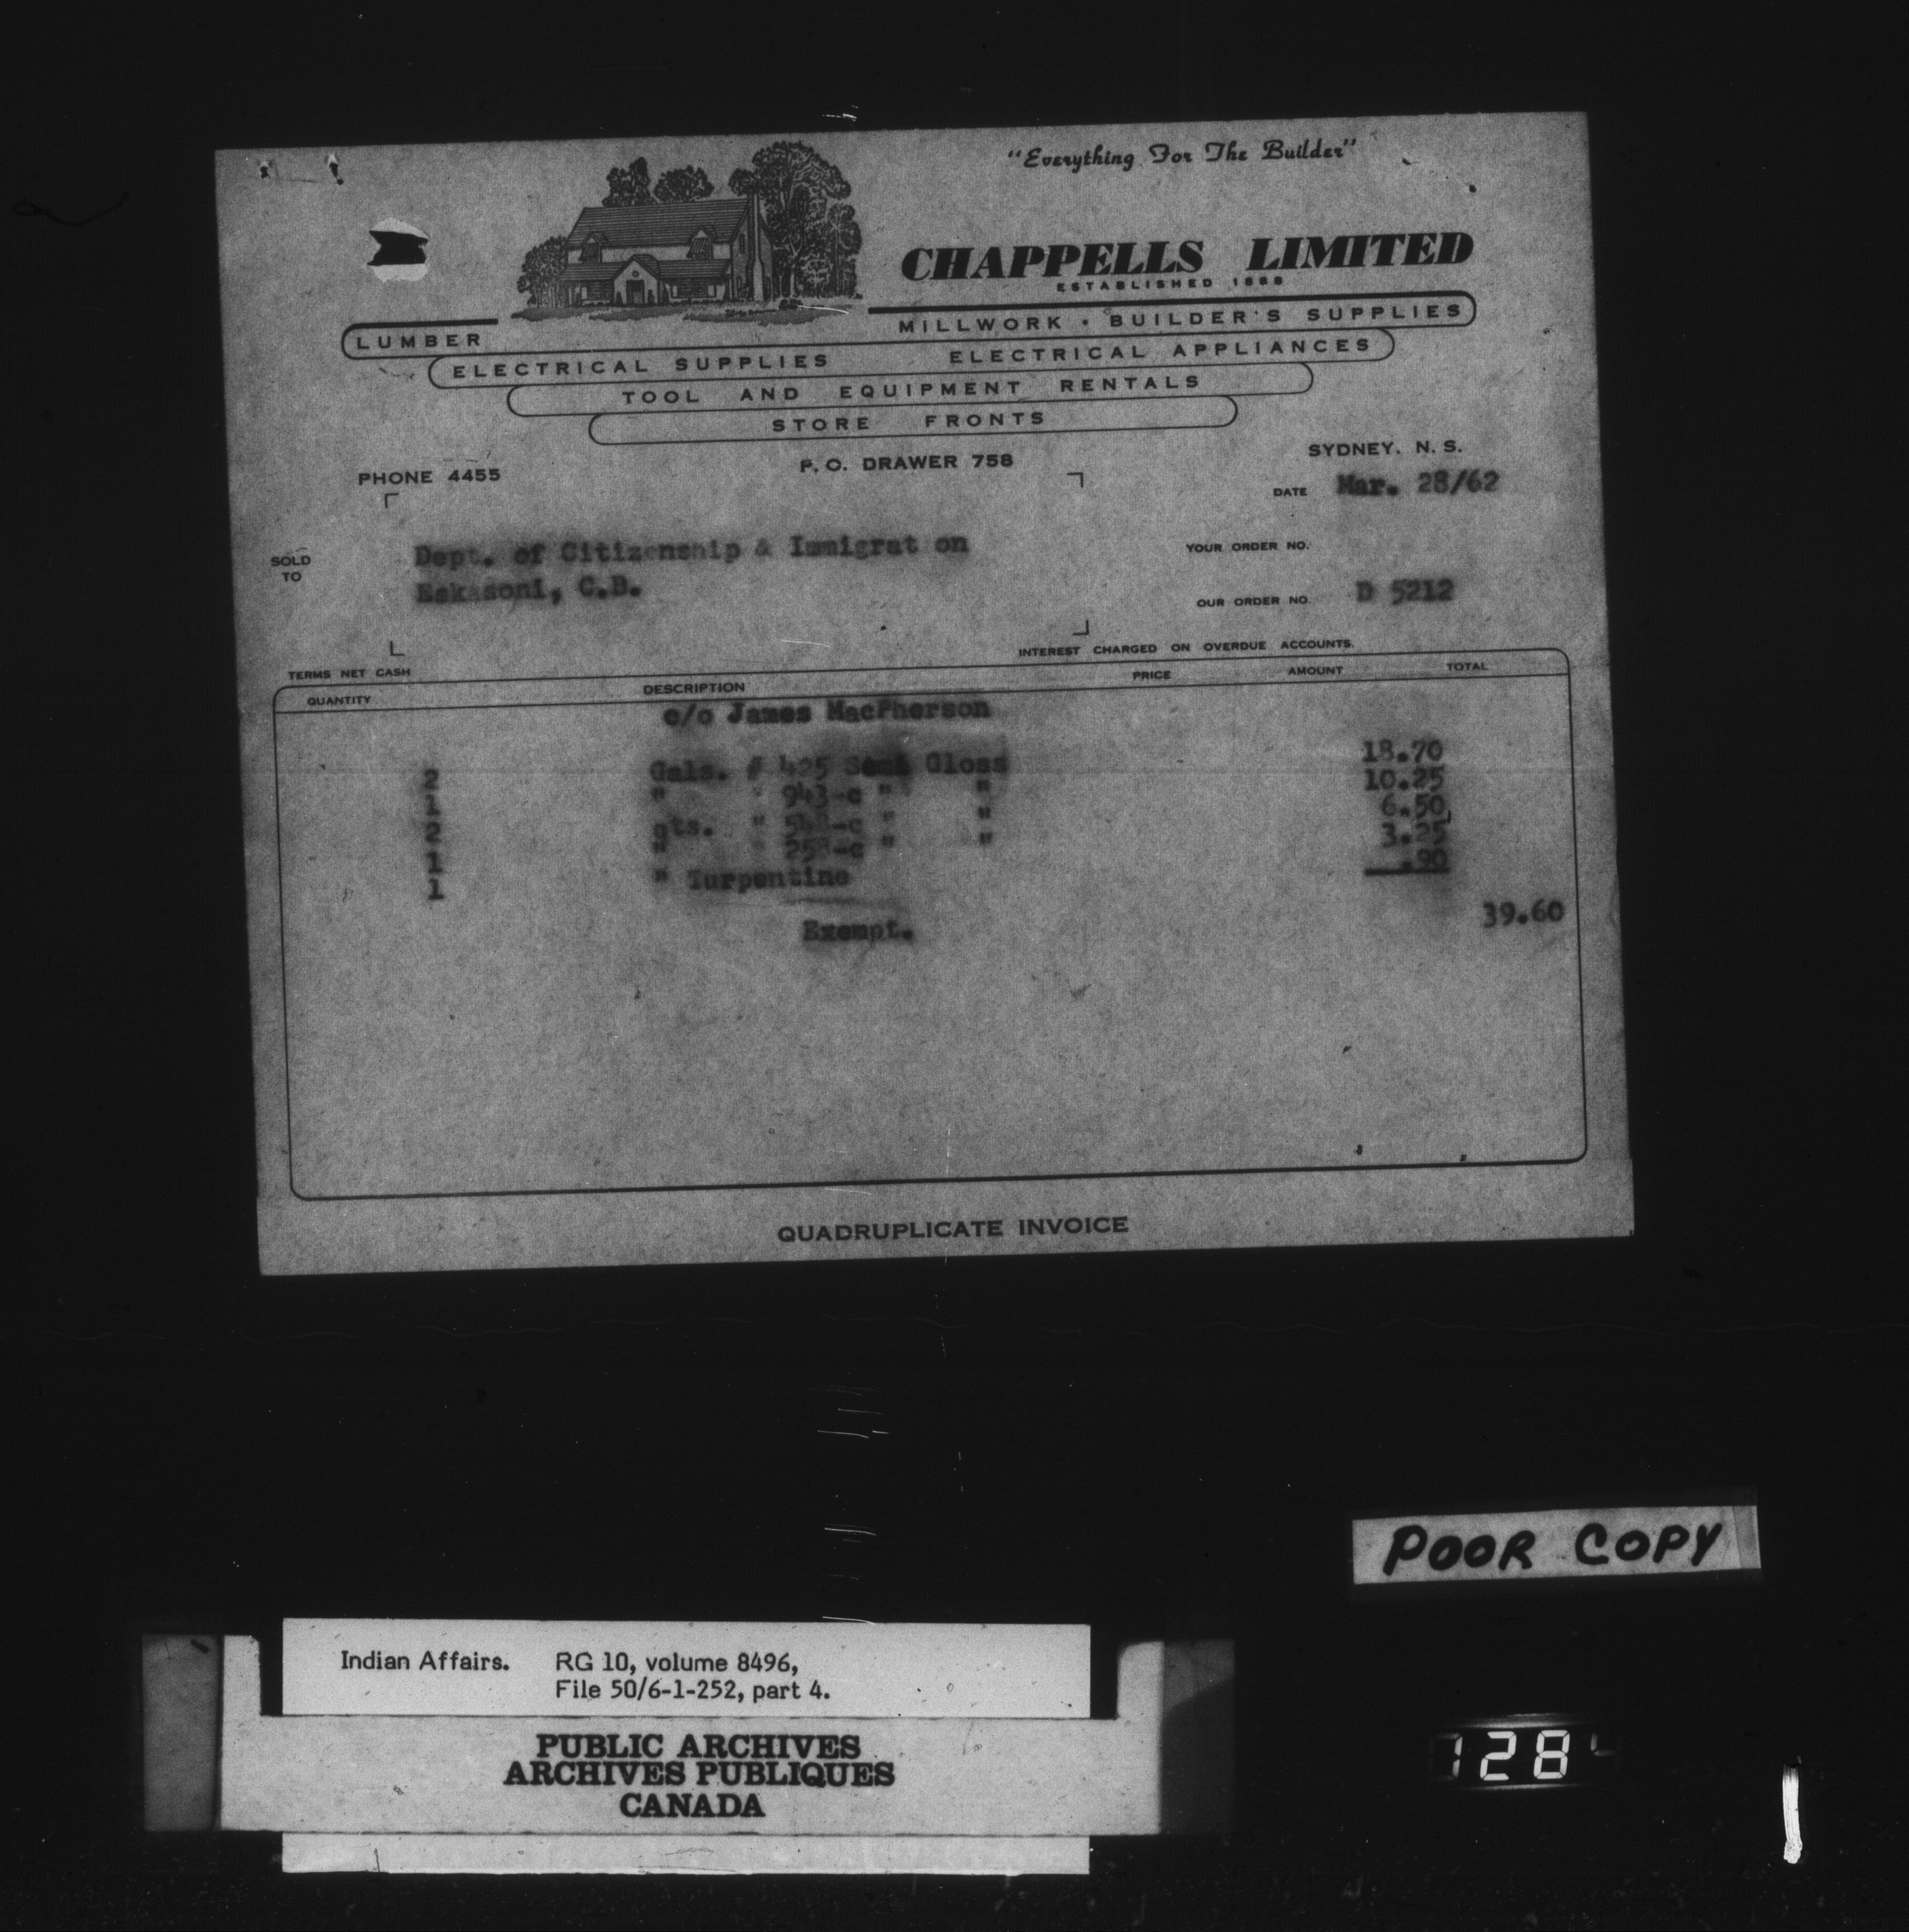 "Everything For The Builder"
CHAPPELLS LIMITED
ESTABLISHED 1888
LUMBER MILLWORK • BUILDER'S SUPPLIES
ELECTRICAL SUPPLIES ELECTRICAL APPLIANCES
TOOL AND EQUIPMENT RENTALS
STORE FRONTS
PHONE 4455 P. O. DRAWER 758 SYDNEY, N. S.
DATE Mar. 28/62
SOLD TO
Dept. of Citizenship & Immigrat on
Eskasoni, C.B.
YOUR ORDER NO.
OUR ORDER NO. D 5212
INTEREST CHARGED ON OVERDUE ACCOUNTS.
TERMS NET CASH
QUANTITY DESCRIPTION PRICE AMOUNT TOTAL
c/o James MacPherson
2 Gals. # 425 Semi Gloss 18.70
1 " " 943-c " " 10.25
2 qts. " -c " " 6.50
1 " " -c " " 3.25
1 " Turpentine .90
39.60
Exempt.
QUADRUPLICATE INVOICE
POOR COPY
Indian Affairs. RG 10, volume 8496,
File 50/6-1-252, part 4.
PUBLIC ARCHIVES
ARCHIVES PUBLIQUES
CANADA
128